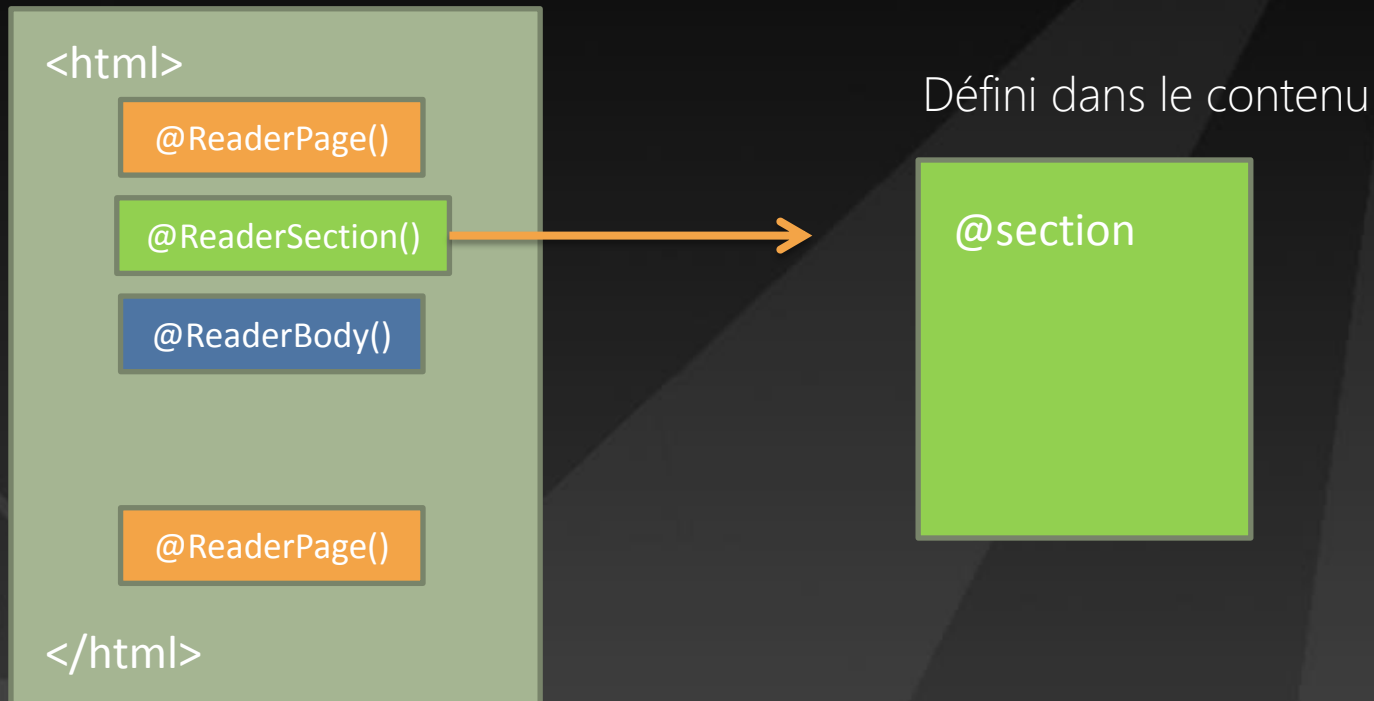 <html>
@ReaderPage()
@ReaderSection()
@ReaderBody()
@ReaderPage()
</html>
Défini dans le contenu
@section